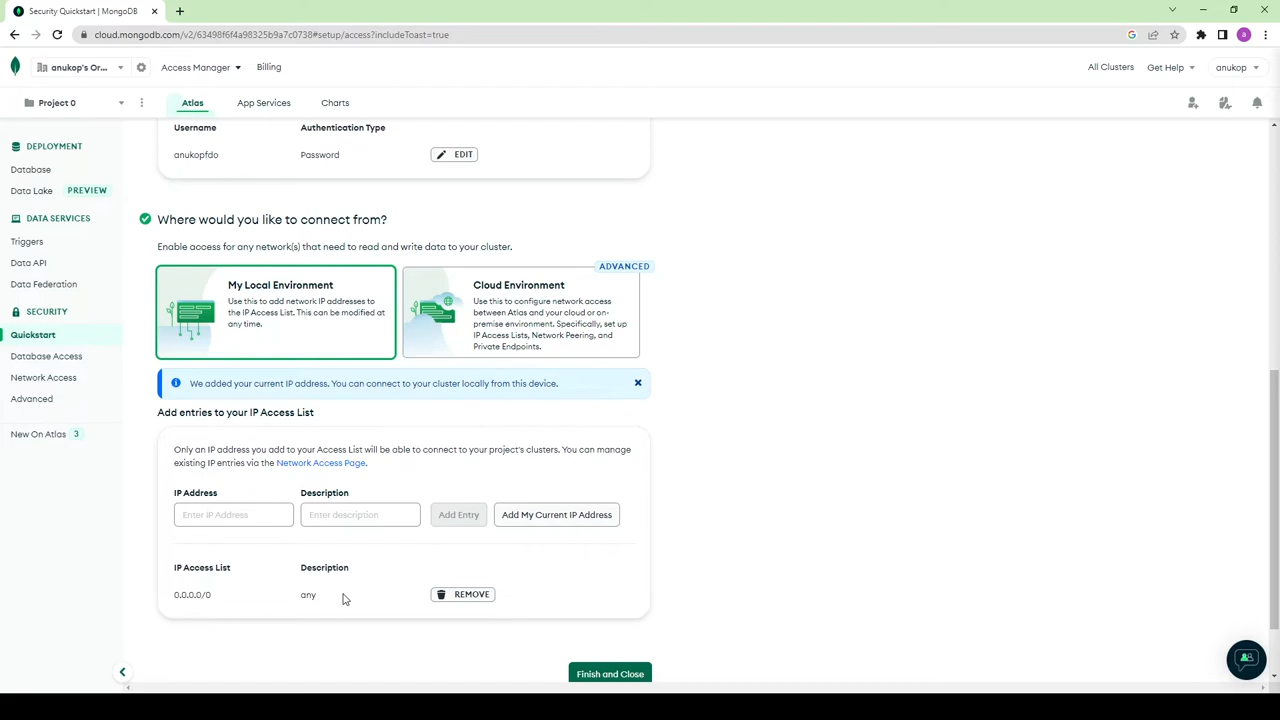 Security Quickstart | MongoDB
cloud.mongodb.com/v2/63498f6f4a98325b9a7c0738#setup/access?includeToast=true
anukop's Or...
Access Manager
Billing
All Clusters
Get Help
anukop
Project 0
Atlas
App Services
Charts
DEPLOYMENT
Database
Data Lake PREVIEW
DATA SERVICES
Triggers
Data API
Data Federation
SECURITY
Quickstart
Database Access
Network Access
Advanced
New On Atlas 3
Username Authentication Type
anukopfdo Password EDIT
Where would you like to connect from?
Enable access for any network(s) that need to read and write data to your cluster.
My Local Environment
Use this to add network IP addresses to
the IP Access List. This can be modified at
any time.
ADVANCED
Cloud Environment
Use this to configure network access
between Atlas and your cloud or on-
premise environment. Specifically, set up
IP Access Lists, Network Peering, and
Private Endpoints.
We added your current IP address. You can connect to your cluster locally from this device.
Add entries to your IP Access List
Only an IP address you add to your Access List will be able to connect to your project's clusters. You can manage
existing IP entries via the Network Access Page.
IP Address Description
Enter IP Address Enter description Add Entry Add My Current IP Address
IP Access List Description
0.0.0.0/0 any REMOVE
Finish and Close